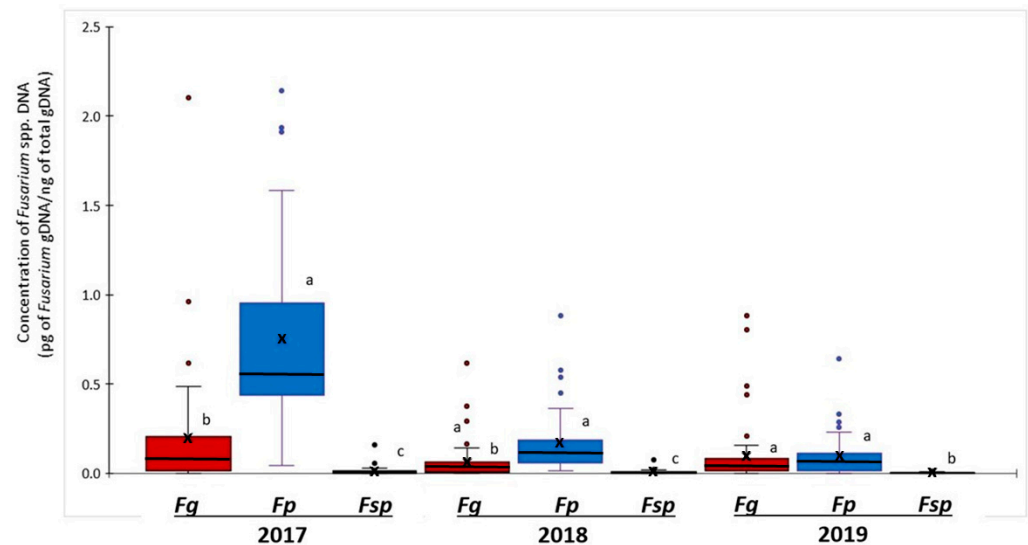 Concentration of Fusarium spp. DNA
(pg of Fusarium gDNA/ng of total gDNA)
2.5
2.0
1.5
1.0
0.5
0.0
x
b
x
a
x
c
a
x
b
x
a
x
c
x
a
x
a
x
b
Fg Fp Fsp Fg Fp Fsp Fg Fp Fsp
2017 2018 2019